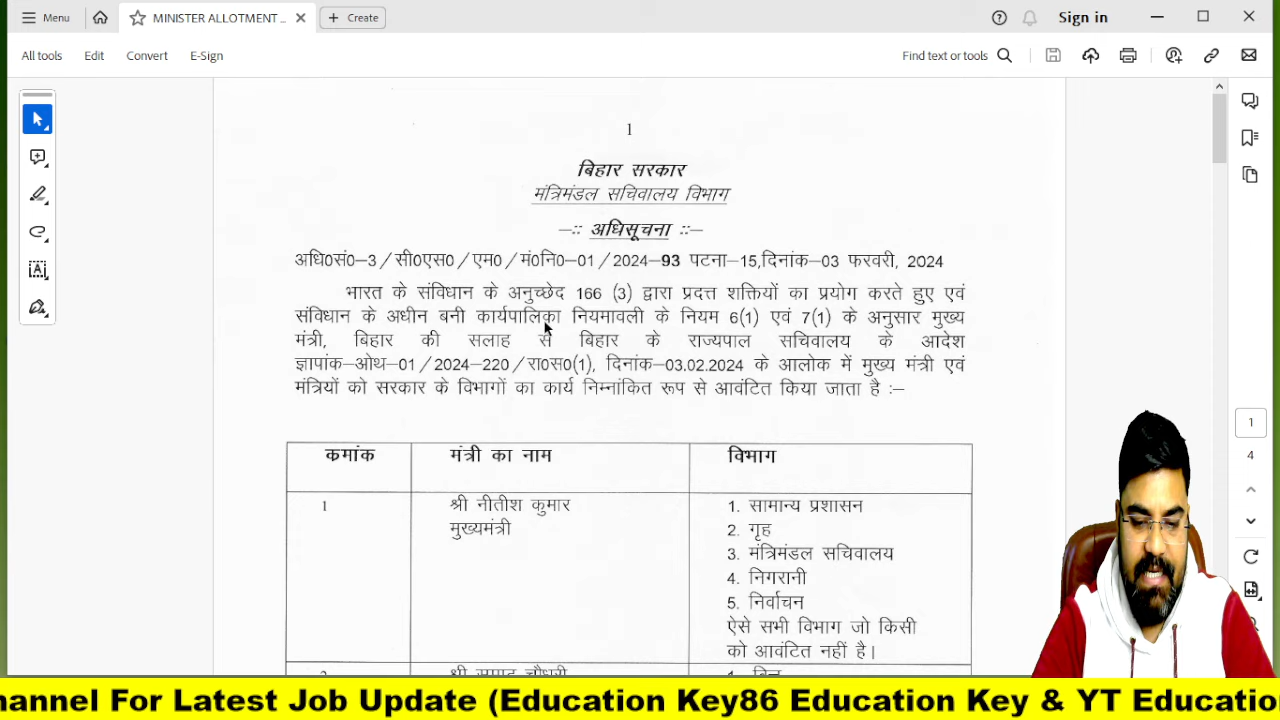 Menu
MINISTER ALLOTMENT ...
Create
Sign in
All tools
Edit
Convert
E-Sign
Find text or tools
1
बिहार सरकार
मंत्रिमंडल सचिवालय विभाग
—:: अधिसूचना ::—
अधि0सं0—3 / सी0एस0 / एम0 / मं0नि0—01 / 2024—93 पटना—15,दिनांक—03 फरवरी, 2024
भारत के संविधान के अनुच्छेद 166 (3) द्वारा प्रदत्त शक्तियों का प्रयोग करते हुए एवं
संविधान के अधीन बनी कार्यपालिका नियमावली के नियम 6(1) एवं 7(1) के अनुसार मुख्य
मंत्री, बिहार की सलाह से बिहार के राज्यपाल सचिवालय के आदेश
ज्ञापांक—ओथ—01 / 2024—220 / रा0स0(1), दिनांक—03.02.2024 के आलोक में मुख्य मंत्री एवं
मंत्रियों को सरकार के विभागों का कार्य निम्नांकित रूप से आवंटित किया जाता है :—
कमांक मंत्री का नाम विभाग
1 श्री नीतीश कुमार 1. सामान्य प्रशासन
मुख्यमंत्री 2. गृह
3. मंत्रिमंडल सचिवालय
4. निगरानी
5. निर्वाचन
ऐसे सभी विभाग जो किसी
को आवंटित नहीं है।
श्री सम्राट चौधरी 1. वित्त
1
4
hannel For Latest Job Update (Education Key86 Education Key & YT Educatio